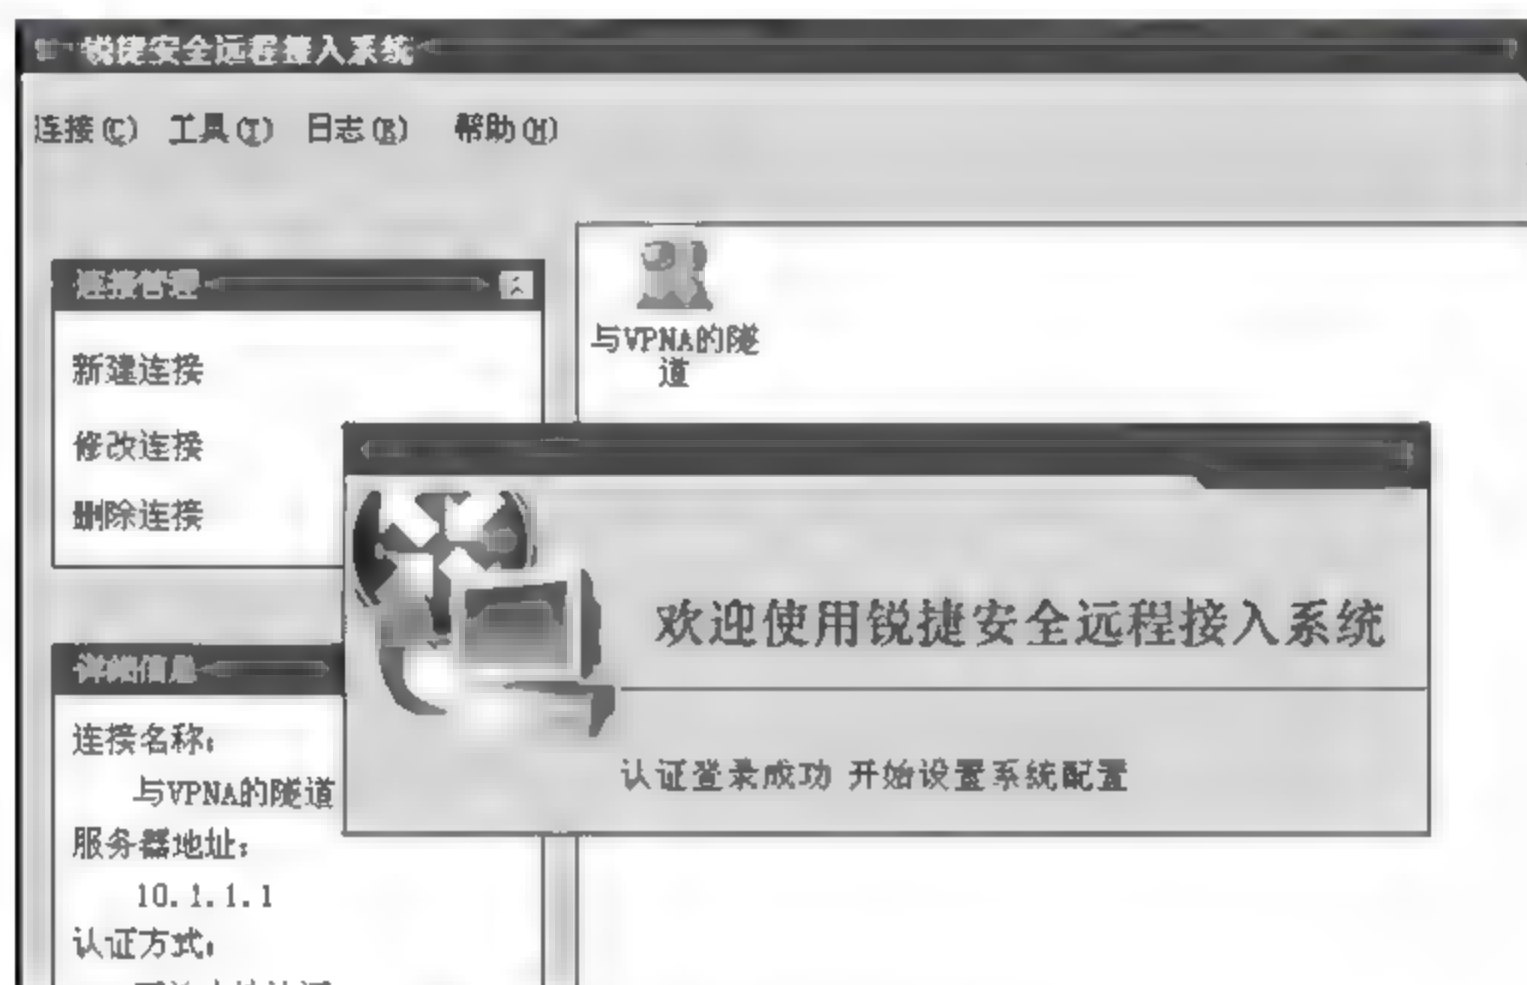 锐捷安全远程接入系统
连接(C) 工具(T) 日志(R) 帮助(H)
连接管理
新建连接
修改连接
删除连接
与VPNA的隧
道
欢迎使用锐捷安全远程接入系统
认证登录成功 开始设置系统配置
详细信息
连接名称:
与VPNA的隧道
服务器地址:
10.1.1.1
认证方式: